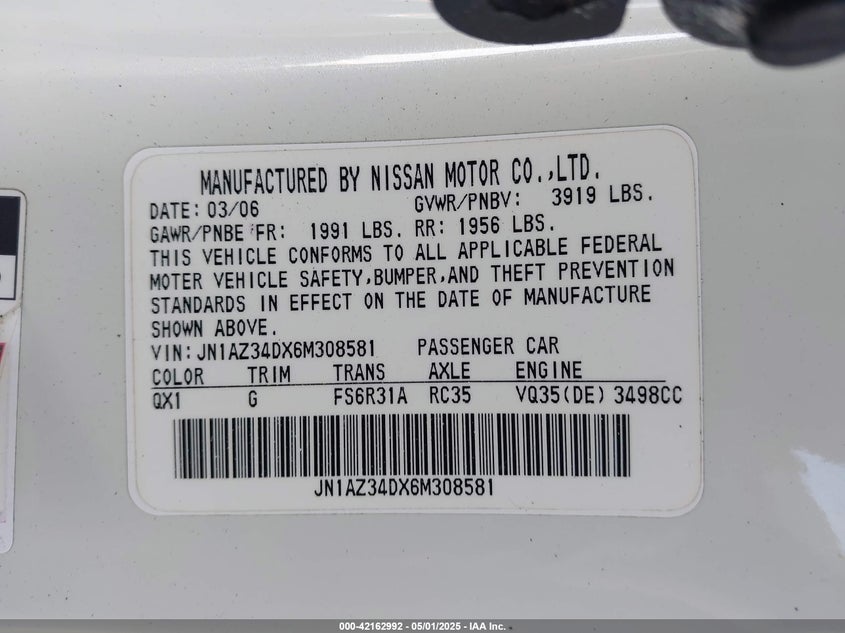 MANUFACTURED BY NISSAN MOTOR CO.,LTD.
DATE: 03/06 GVWR/PNBV: 3919 LBS.
GAWR/PNBE FR: 1991 LBS. RR: 1956 LBS.
THIS VEHICLE CONFORMS TO ALL APPLICABLE FEDERAL
MOTER VEHICLE SAFETY,BUMPER,AND THEFT PREVENTION
STANDARDS IN EFFECT ON THE DATE OF MANUFACTURE
SHOWN ABOVE.
VIN: JN1AZ34DX6M308581 PASSENGER CAR
COLOR TRIM TRANS AXLE ENGINE
QX1 G FS6R31A RC35 VQ35(DE) 3498CC
JN1AZ34DX6M308581
000-42162992 - 05/01/2025 - IAA Inc.